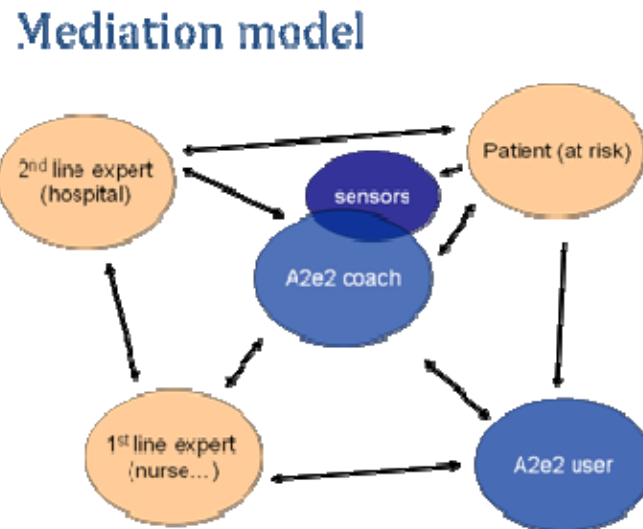 Mediation model
2nd line expert
(hospital)
Patient (at risk)
sensors
A2e2 coach
1st line expert
(nurse...)
A2e2 user